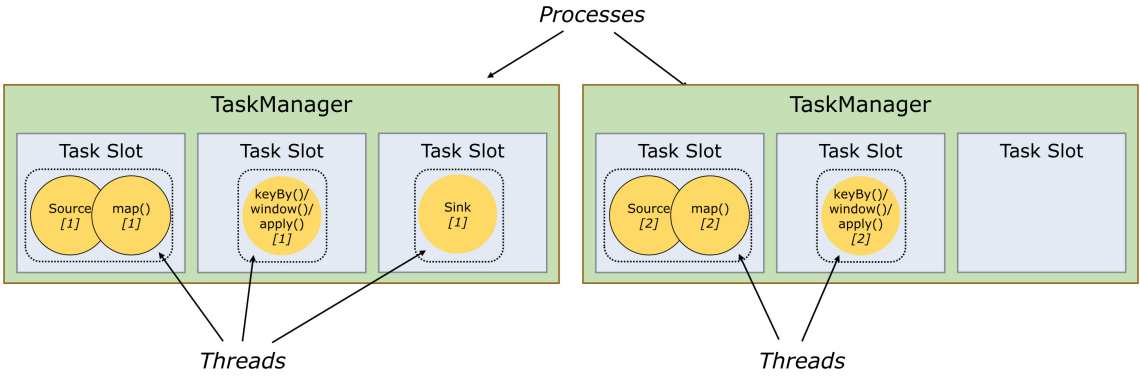 Processes
TaskManager
Task Slot
Source
[1]
map()
[1]
Task Slot
keyBy()/
window()/
apply()
[1]
Task Slot
Sink
[1]
TaskManager
Task Slot
Source
[2]
map()
[2]
Task Slot
keyBy()/
window()/
apply()
[2]
Task Slot
Threads
Threads